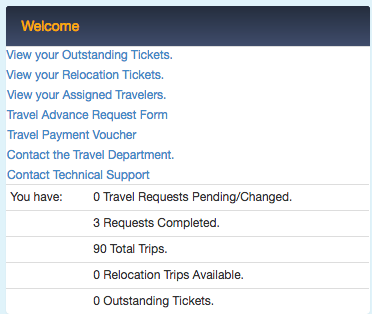 Welcome
View your Outstanding Tickets.
View your Relocation Tickets.
View your Assigned Travelers.
Travel Advance Request Form
Travel Payment Voucher
Contact the Travel Department.
Contact Technical Support
You have: 0 Travel Requests Pending/Changed.
3 Requests Completed.
90 Total Trips.
0 Relocation Trips Available.
0 Outstanding Tickets.